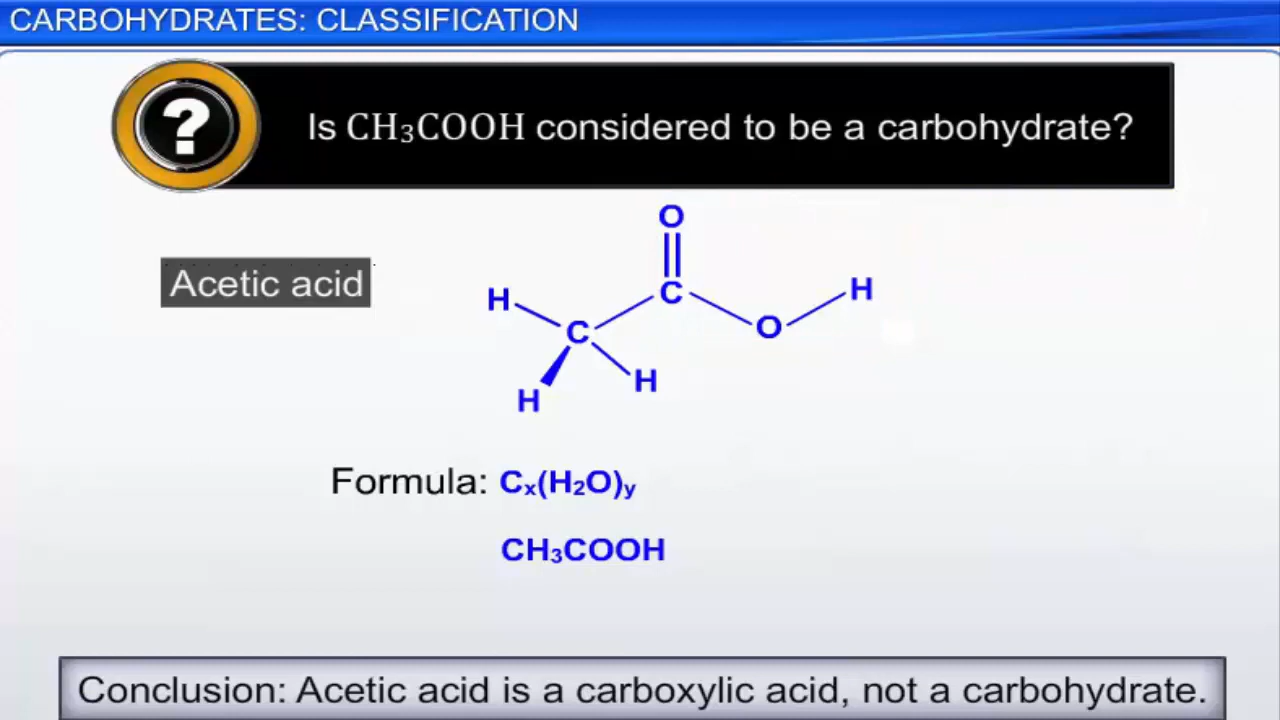 CARBOHYDRATES: CLASSIFICATION
? Is CH₃COOH considered to be a carbohydrate?
O
Acetic acid
H C H
C O
H H
Formula: Cₓ(H₂O)ᵧ
CH₃COOH
Conclusion: Acetic acid is a carboxylic acid, not a carbohydrate.